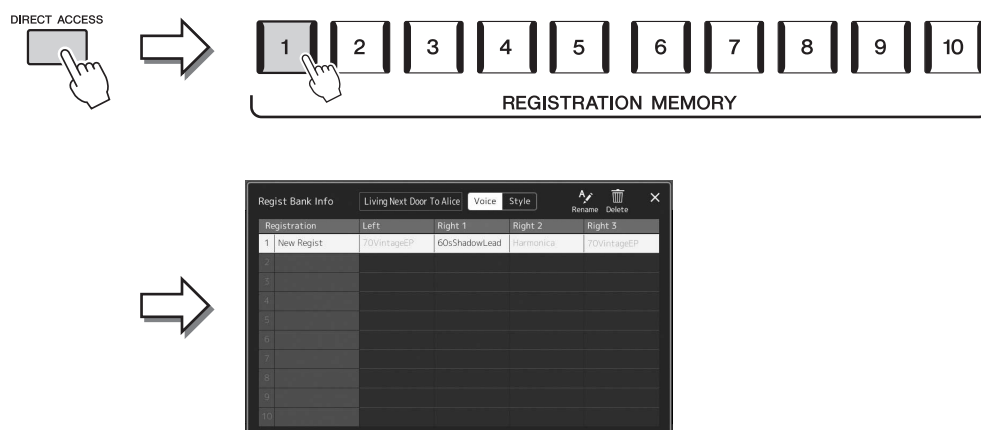 DIRECT ACCESS
1 2 3 4 5 6 7 8 9 10
REGISTRATION MEMORY
Regist Bank Info Living Next Door To Alice Voice Style Rename Delete
Registration Left Right 1 Right 2 Right 3
1 New Regist 70VintageEP 60sShadowLead Harmonica 70VintageEP
2
3
4
5
6
7
8
9
10